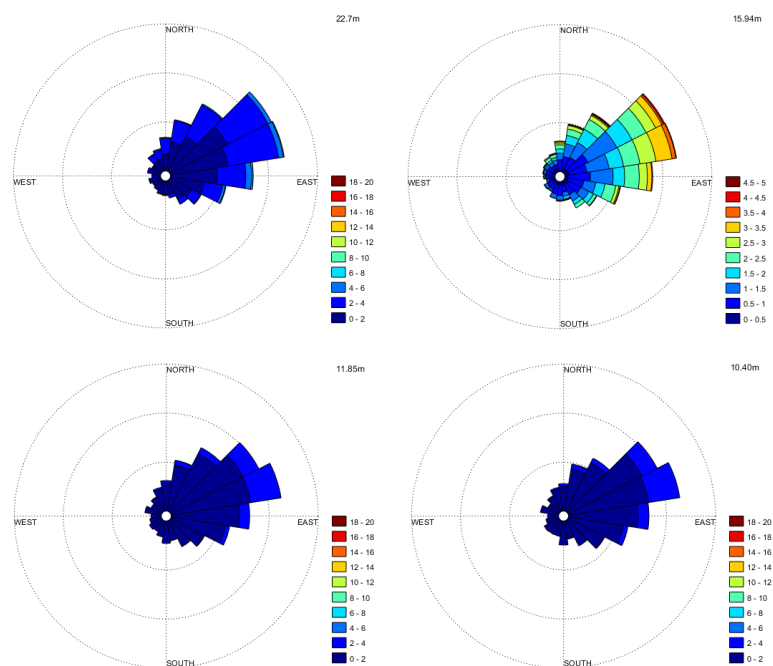 22.7m
NORTH
WEST
EAST
SOUTH
18 - 20
16 - 18
14 - 16
12 - 14
10 - 12
8 - 10
6 - 8
4 - 6
2 - 4
0 - 2
15.94m
NORTH
WEST
EAST
SOUTH
4.5 - 5
4 - 4.5
3.5 - 4
3 - 3.5
2.5 - 3
2 - 2.5
1.5 - 2
1 - 1.5
0.5 - 1
0 - 0.5
11.85m
NORTH
WEST
EAST
SOUTH
18 - 20
16 - 18
14 - 16
12 - 14
10 - 12
8 - 10
6 - 8
4 - 6
2 - 4
0 - 2
10.40m
NORTH
WEST
EAST
SOUTH
18 - 20
16 - 18
14 - 16
12 - 14
10 - 12
8 - 10
6 - 8
4 - 6
2 - 4
0 - 2